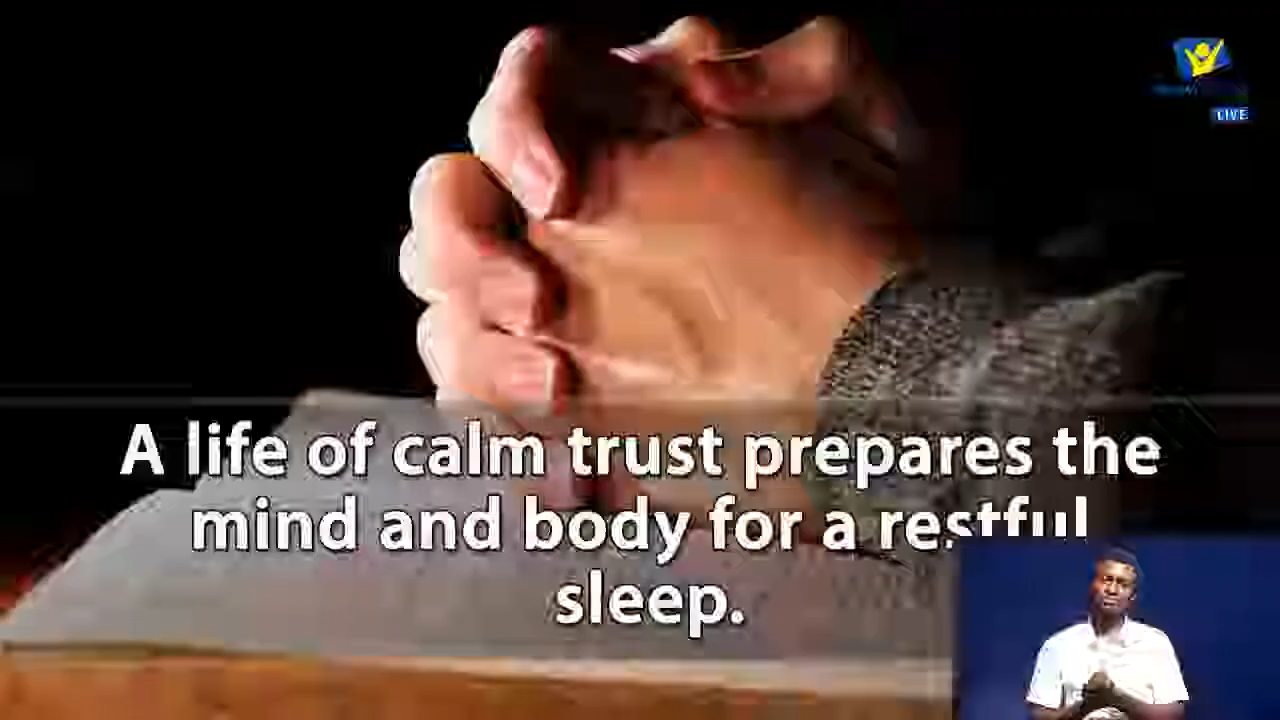 LIVE
A life of calm trust prepares the
mind and body for a restful
sleep.